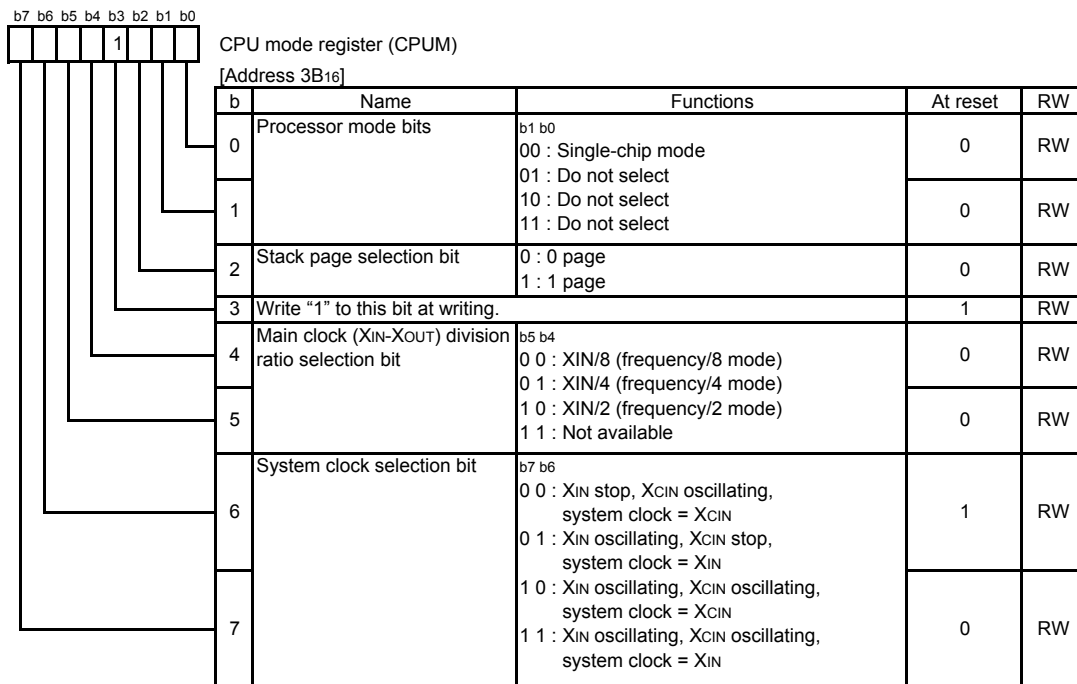 b7 b6 b5 b4 b3 b2 b1 b0
1
CPU mode register (CPUM)
[Address 3B16]
b Name Functions At reset RW
0 Processor mode bits b1 b0 0 RW
00 : Single-chip mode
01 : Do not select
1 10 : Do not select 0 RW
11 : Do not select
2 Stack page selection bit 0 : 0 page 0 RW
1 : 1 page
3 Write “1” to this bit at writing. 1 RW
4 Main clock (XIN-XOUT) division b5 b4 0 RW
ratio selection bit 0 0 : XIN/8 (frequency/8 mode)
0 1 : XIN/4 (frequency/4 mode)
5 1 0 : XIN/2 (frequency/2 mode) 0 RW
1 1 : Not available
System clock selection bit b7 b6
0 0 : XIN stop, XCIN oscillating,
6 system clock = XCIN 1 RW
0 1 : XIN oscillating, XCIN stop,
system clock = XIN
1 0 : XIN oscillating, XCIN oscillating,
system clock = XCIN
7 1 1 : XIN oscillating, XCIN oscillating, 0 RW
system clock = XIN